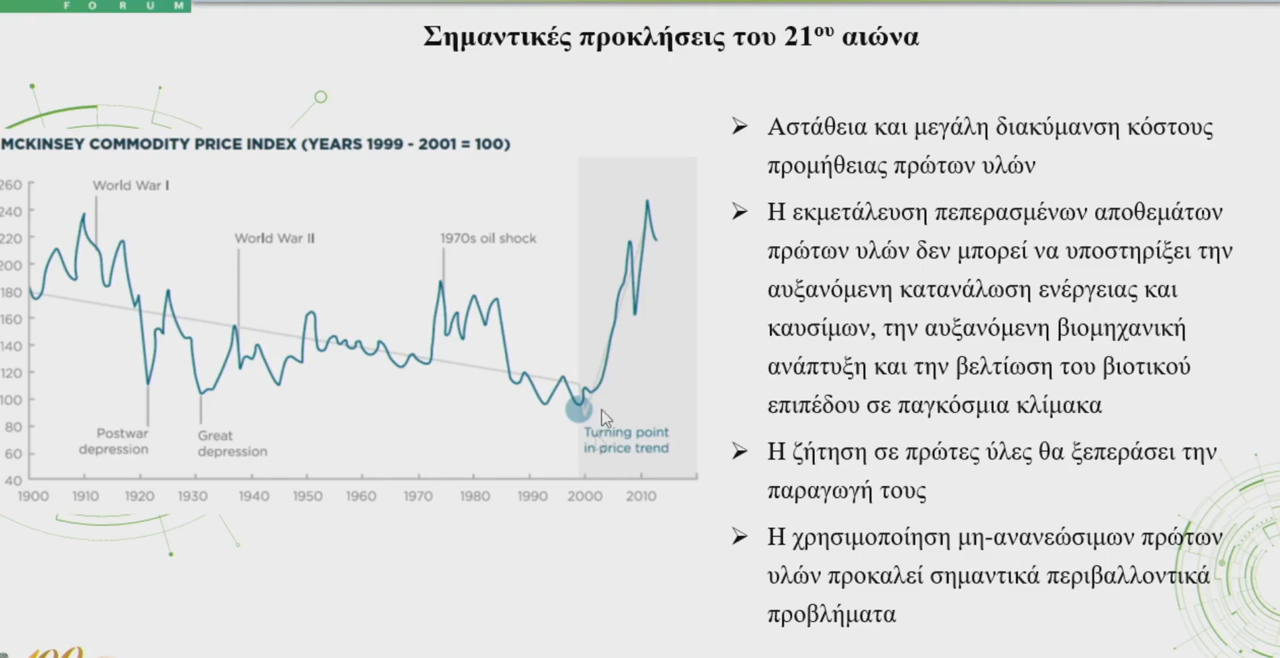 FORUM
Σημαντικές προκλήσεις του 21ου αιώνα
MCKINSEY COMMODITY PRICE INDEX (YEARS 1999 - 2001 = 100)
260
240
220
200
180
160
140
120
100
80
60
40
World War I
World War II
1970s oil shock
Postwar
depression
Great
depression
Turning point
in price trend
1900 1910 1920 1930 1940 1950 1960 1970 1980 1990 2000 2010
➢ Αστάθεια και μεγάλη διακύμανση κόστους
προμήθειας πρώτων υλών
➢ Η εκμετάλευση πεπερασμένων αποθεμάτων
πρώτων υλών δεν μπορεί να υποστηρίξει την
αυξανόμενη κατανάλωση ενέργειας και
καυσίμων, την αυξανόμενη βιομηχανική
ανάπτυξη και την βελτίωση του βιοτικού
επιπέδου σε παγκόσμια κλίμακα
➢ Η ζήτηση σε πρώτες ύλες θα ξεπεράσει την
παραγωγή τους
➢ Η χρησιμοποίηση μη-ανανεώσιμων πρώτων
υλών προκαλεί σημαντικά περιβαλλοντικά
προβλήματα